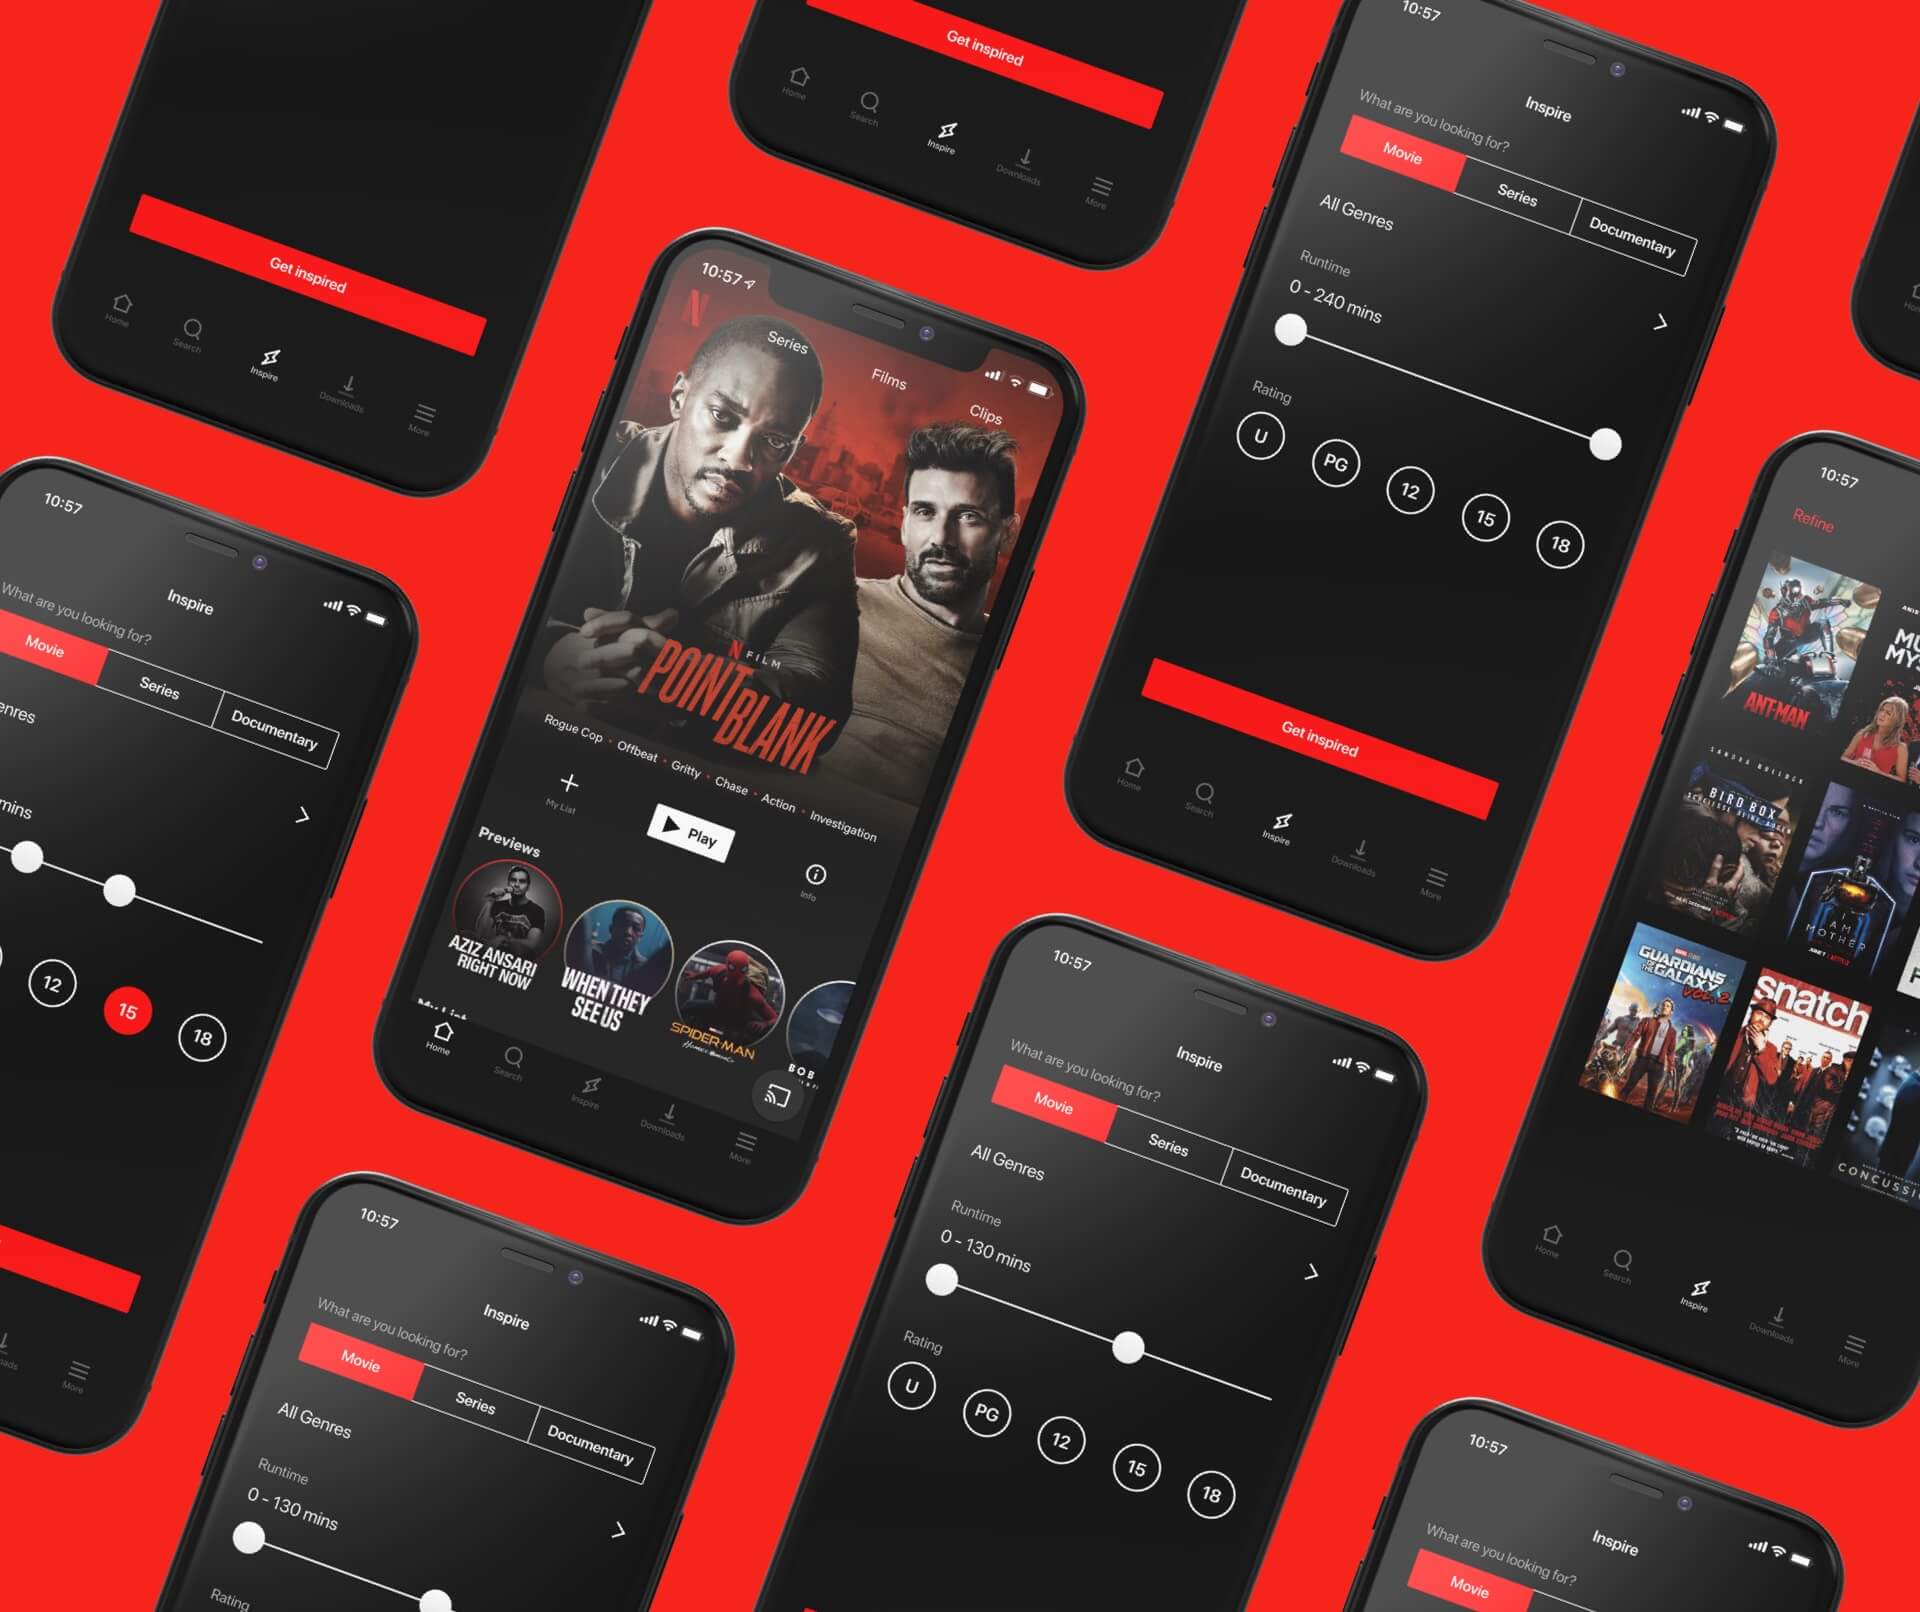 Get inspired
Home
Search
Inspire
Downloads
More
Get inspired
Home
Search
Inspire
Downloads
More
10:57
Inspire
What are you looking for?
Movie
Series
Documentary
All Genres
Runtime
0 - 240 mins
Rating
U
PG
12
15
18
Get inspired
Home
Search
Inspire
Downloads
More
10:57
Inspire
What are you looking for?
Movie
Series
Documentary
mins
12
15
18
More
10:57
Series
Films
Clips
N FILM
POINT BLANK
Rogue Cop • Offbeat • Gritty • Chase • Action • Investigation
My List
Play
Info
Previews
AZIZ ANSARI
RIGHT NOW
WHEN THEY
SEE US
SPIDER-MAN
My List
Home
Search
Inspire
Downloads
More
10:57
Refine
ANT-MAN
SANDRA BULLOCK
BIRD BOX
I AM
MOTHER
GUARDIANS
OF THE GALAXY
VOL. 2
snatch
Home
Search
Inspire
Downloads
More
10:57
Inspire
What are you looking for?
Movie
Series
Documentary
All Genres
Runtime
0 - 130 mins
Rating
U
PG
12
15
18
10:57
Inspire
What are you looking for?
Movie
Series
Documentary
All Genres
Runtime
0 - 130 mins
Rating
10:57
Inspire
What are you looking for?
Movie